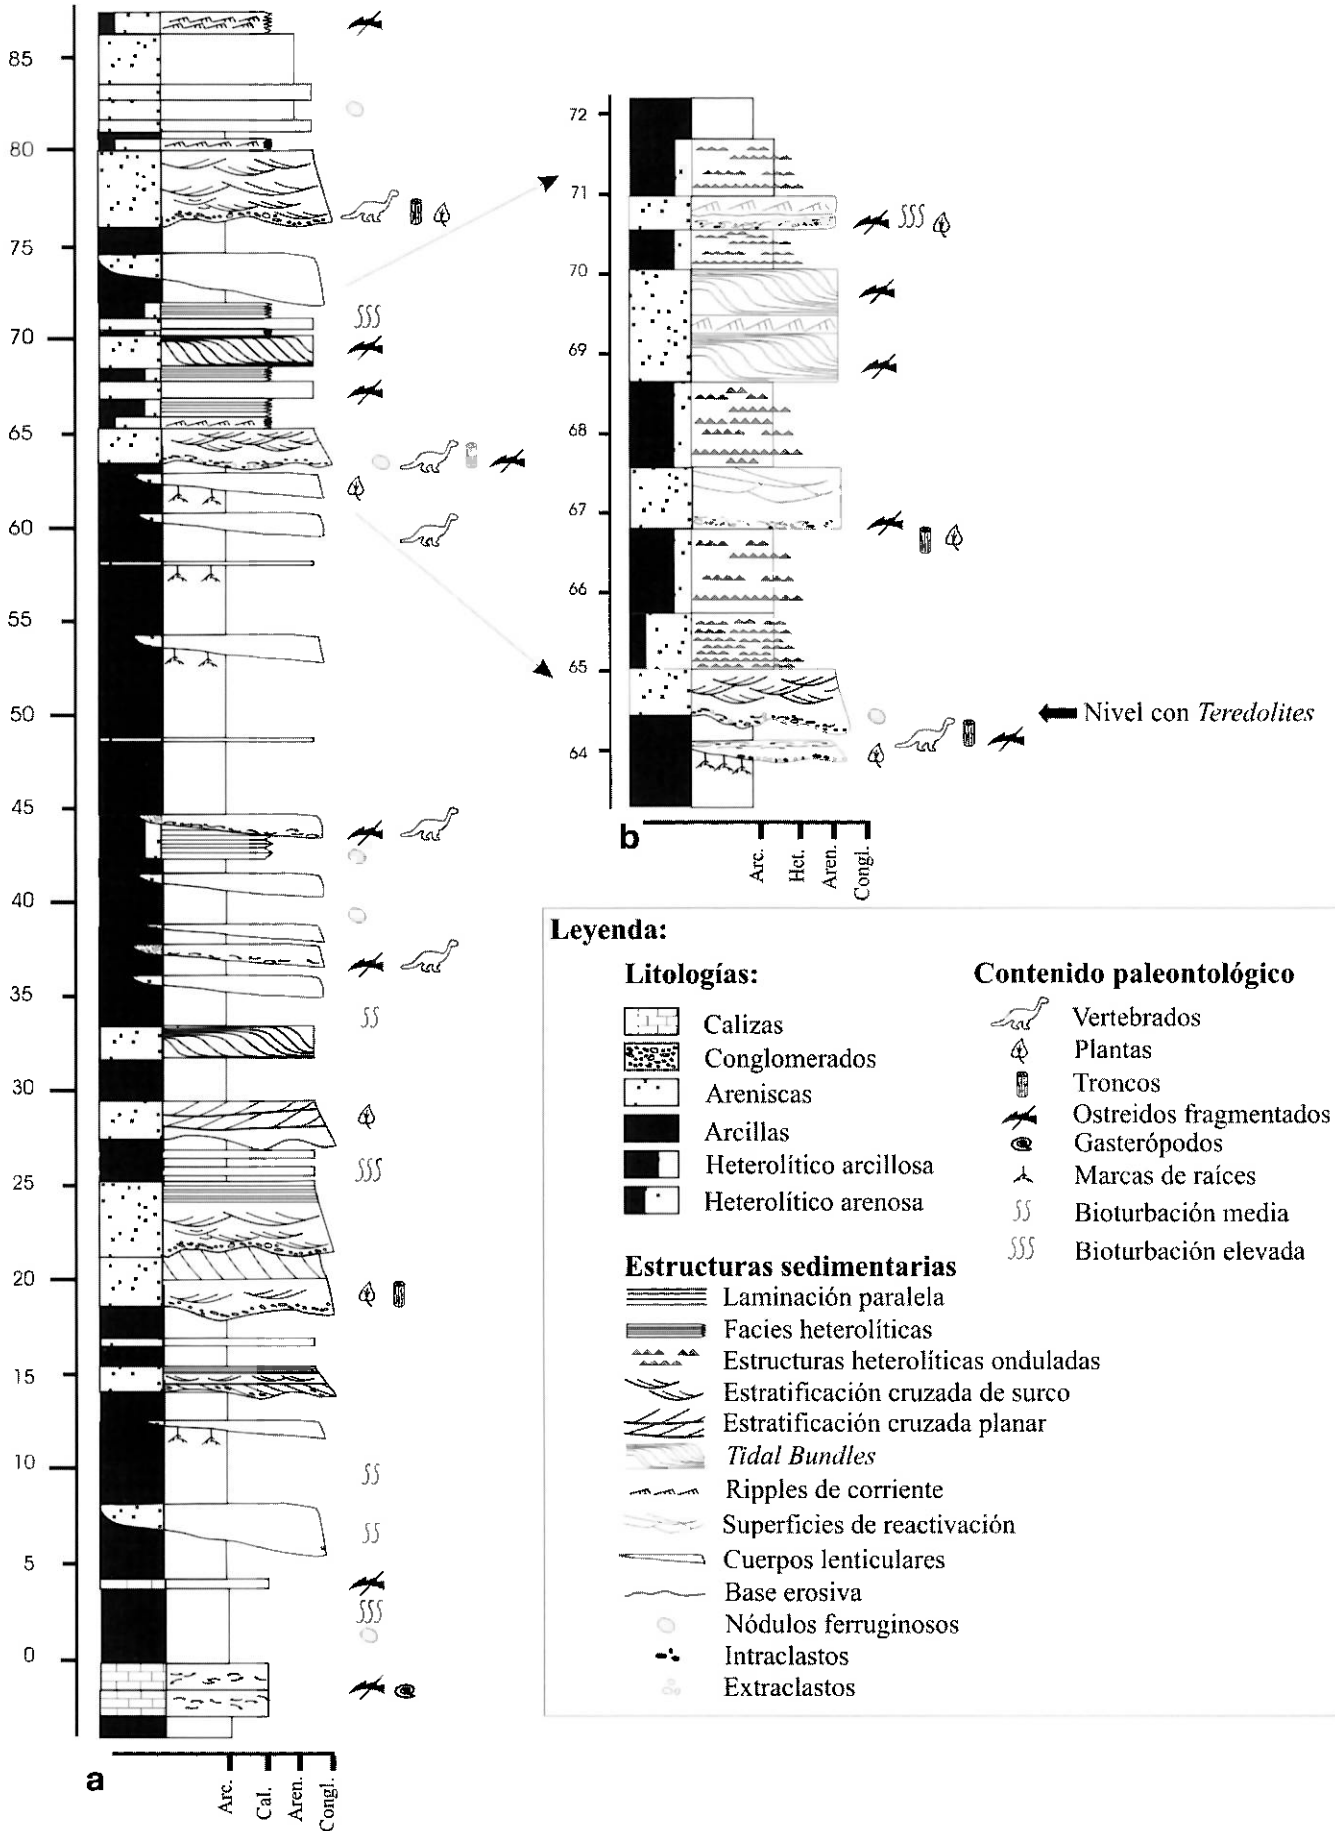 85
80
75
70
65
60
55
50
45
40
35
30
25
20
15
10
5
0
a
Arc.
Cal.
Aren.
Congl.
72
71
70
69
68
67
66
65
64
b
Arc.
Het.
Aren.
Congl.
Nivel con Teredolites
Leyenda:
Litologías:
Calizas
Conglomerados
Areniscas
Arcillas
Heterolítico arcillosa
Heterolítico arenosa
Estructuras sedimentarias
Laminación paralela
Facies heterolíticas
Estructuras heterolíticas onduladas
Estratificación cruzada de surco
Estratificación cruzada planar
Tidal Bundles
Ripples de corriente
Superficies de reactivación
Cuerpos lenticulares
Base erosiva
Nódulos ferruginosos
Intraclastos
Extraclastos
Contenido paleontológico
Vertebrados
Plantas
Troncos
Ostreidos fragmentados
Gasterópodos
Marcas de raíces
Bioturbación media
Bioturbación elevada